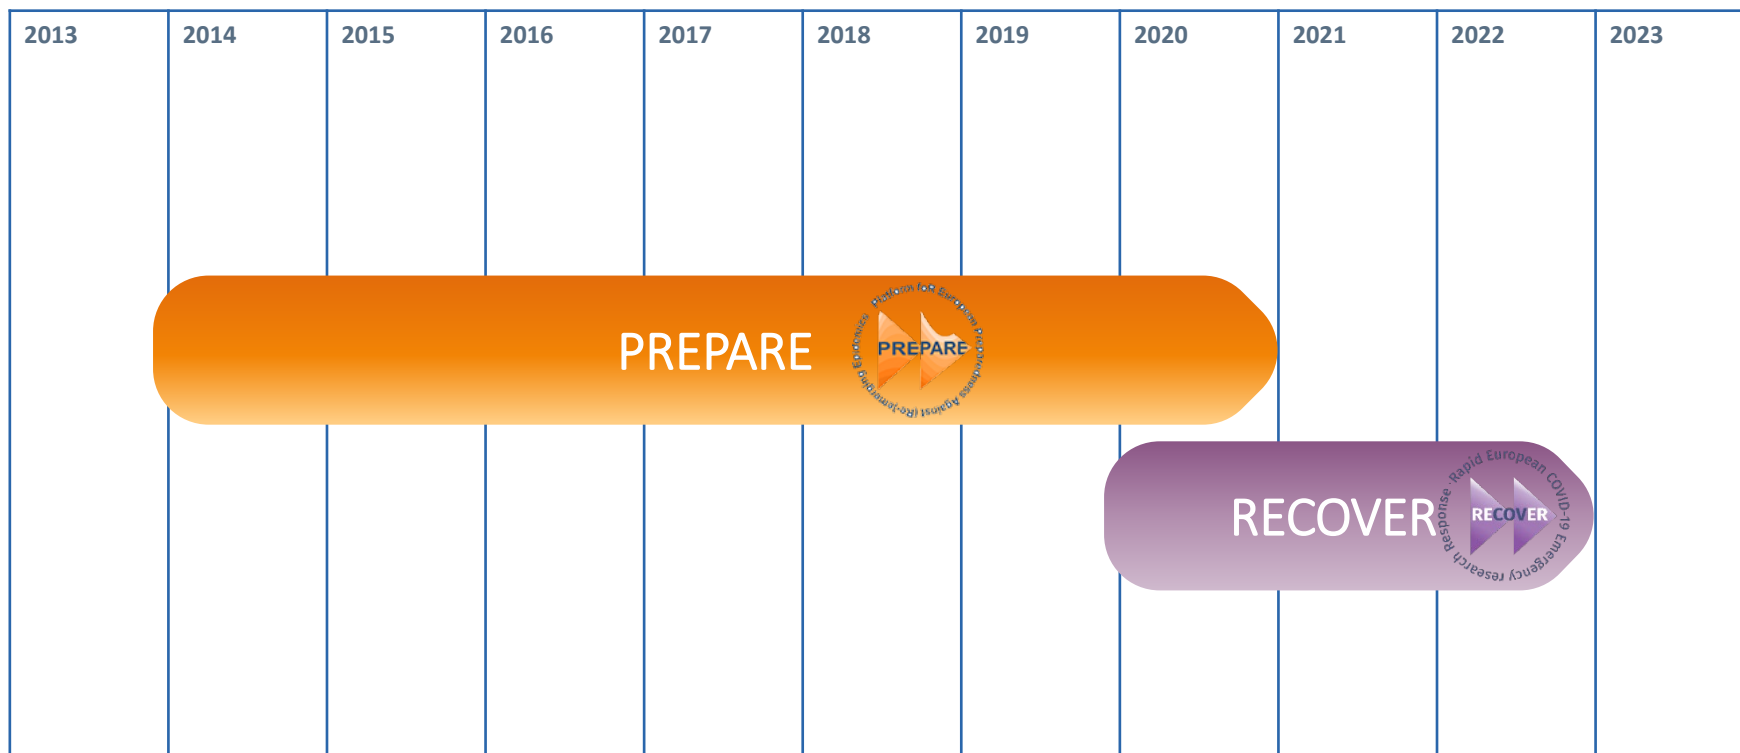 2013 2014 2015 2016 2017 2018 2019 2020 2021 2022 2023
PREPARE
Platform foR European Preparedness Against (Re-)emerging Epidemics
PREPARE
RECOVER
Rapid European COVID-19 Emergency research Response
RECOVER